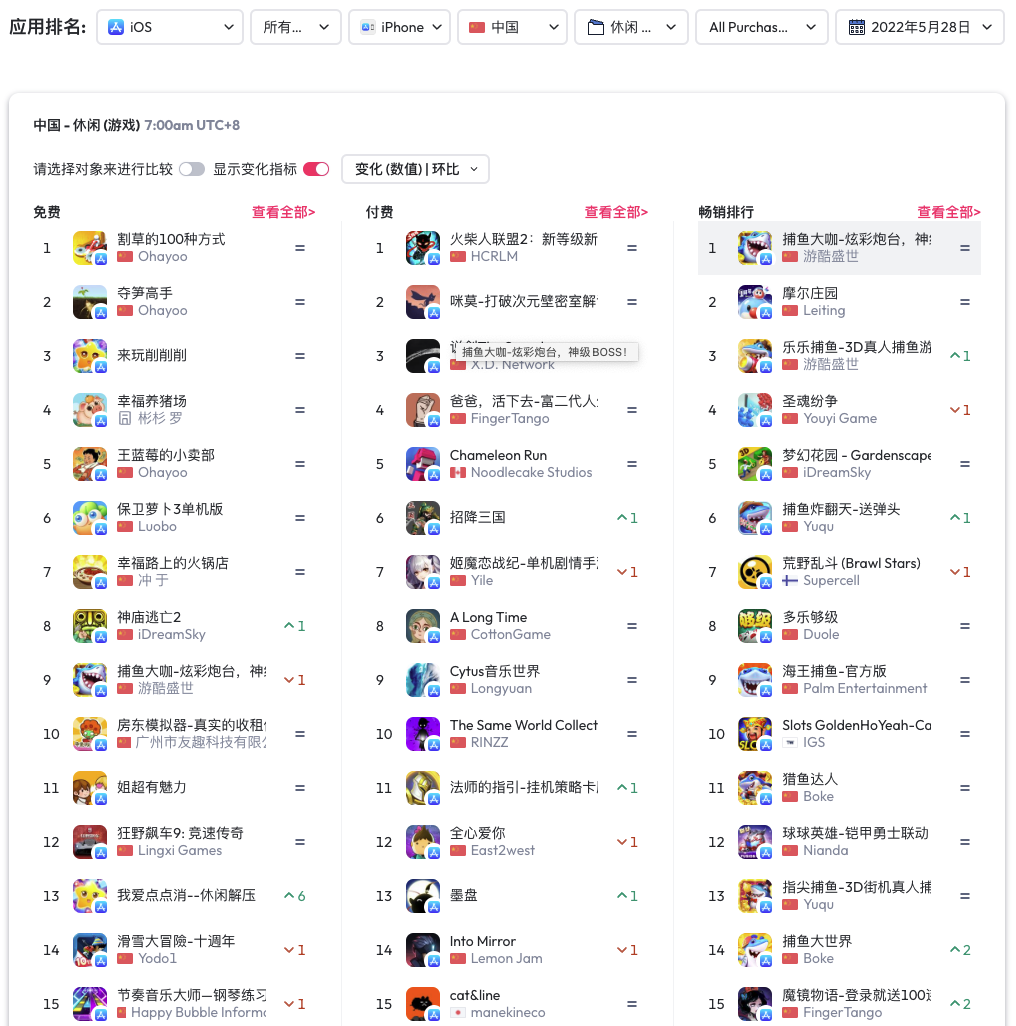 应用排名: iOS 所有... iPhone 中国 休闲 ... All Purchas... 2022年5月28日
中国 - 休闲 (游戏) 7:00am UTC+8
请选择对象来进行比较 显示变化指标 变化 (数值) | 环比
免费 查看全部>
1 割草的100种方式 =
Ohayoo
2 夺笋高手 =
Ohayoo
3 来玩削削削 =
4 幸福养猪场 =
彬杉 罗
5 王蓝莓的小卖部 =
Ohayoo
6 保卫萝卜3单机版 =
Luobo
7 幸福路上的火锅店 =
冲 于
8 神庙逃亡2 1
iDreamSky
9 捕鱼大咖-炫彩炮台，神 1
游酷盛世
10 房东模拟器-真实的收租 =
广州市友趣科技有限
11 姐超有魅力 =
12 狂野飙车9: 竞速传奇 =
Lingxi Games
13 我爱点点消--休闲解压 6
14 滑雪大冒險-十週年 1
Yodo1
15 节奏音乐大师—钢琴练习 1
Happy Bubble Informa
付费 查看全部>
1 火柴人联盟2：新等级新 =
HCRLM
2 咪莫-打破次元壁密室解 =
3 =
捕鱼大咖-炫彩炮台，神级BOSS！
X.D. Network
4 爸爸，活下去-富二代人 =
FingerTango
5 Chameleon Run =
Noodlecake Studios
6 招降三国 1
7 姬魔恋战纪-单机剧情手 1
Yile
8 A Long Time =
CottonGame
9 Cytus音乐世界 =
Longyuan
10 The Same World Collect =
RINZZ
11 法师的指引-挂机策略卡 1
12 全心爱你 1
East2west
13 墨盘 1
14 Into Mirror 1
Lemon Jam
15 cat&line =
manekineco
畅销排行 查看全部>
1 捕鱼大咖-炫彩炮台，神 =
游酷盛世
2 摩尔庄园 =
Leiting
3 乐乐捕鱼-3D真人捕鱼游 1
游酷盛世
4 圣魂纷争 1
Youyi Game
5 梦幻花园 - Gardenscape =
iDreamSky
6 捕鱼炸翻天-送弹头 1
Yuqu
7 荒野乱斗 (Brawl Stars) 1
Supercell
8 多乐够级 =
Duole
9 海王捕鱼-官方版 =
Palm Entertainment
10 Slots GoldenHoYeah-Ca =
IGS
11 猎鱼达人 =
Boke
12 球球英雄-铠甲勇士联动 =
Nianda
13 指尖捕鱼-3D街机真人捕 =
Yuqu
14 捕鱼大世界 2
Boke
15 魔镜物语-登录就送100 2
FingerTango